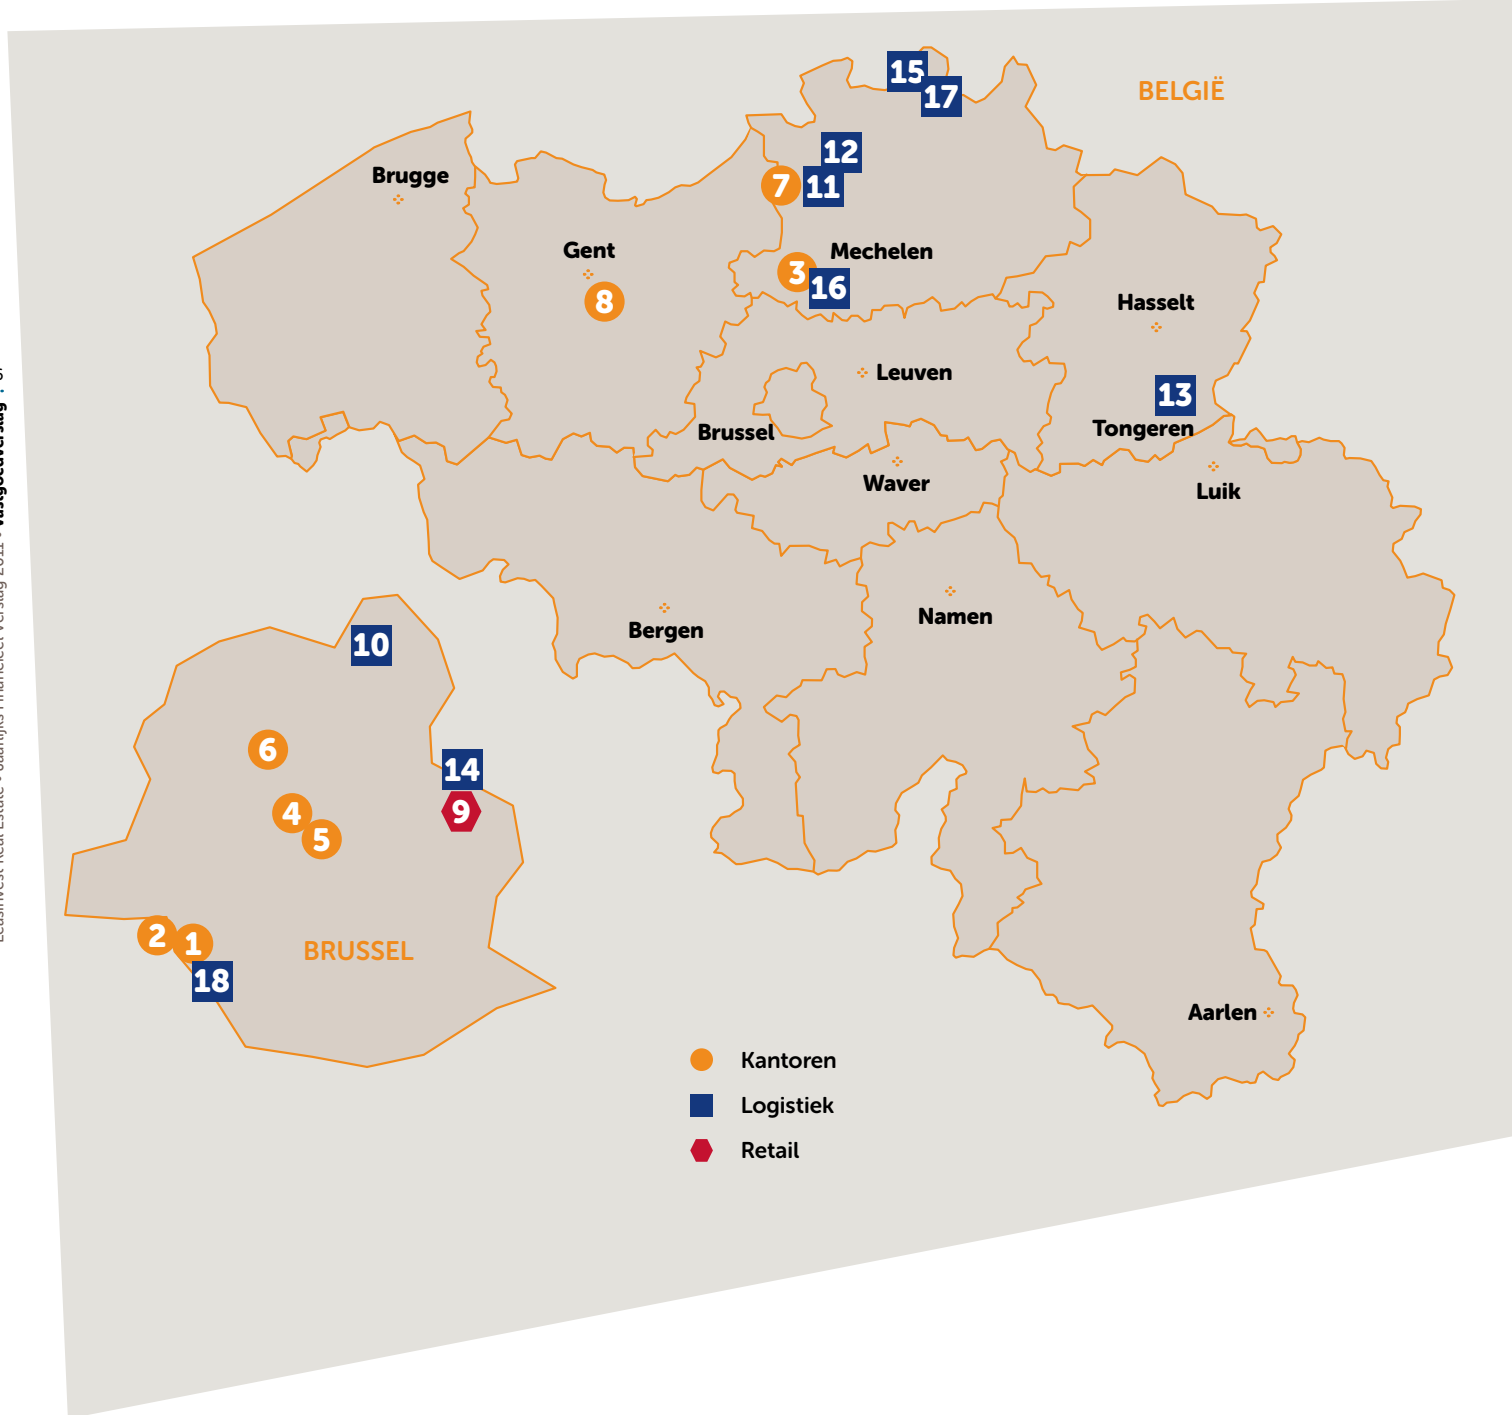 15
BELGIË
17
12
Brugge
7
11
Gent
Mechelen
3
16
8
Hasselt
Leuven
13
Brussel
Tongeren
Waver
Luik
Namen
Bergen
10
6
14
4
9
5
2
1
BRUSSEL
18
Aarlen
Kantoren
Logistiek
Retail